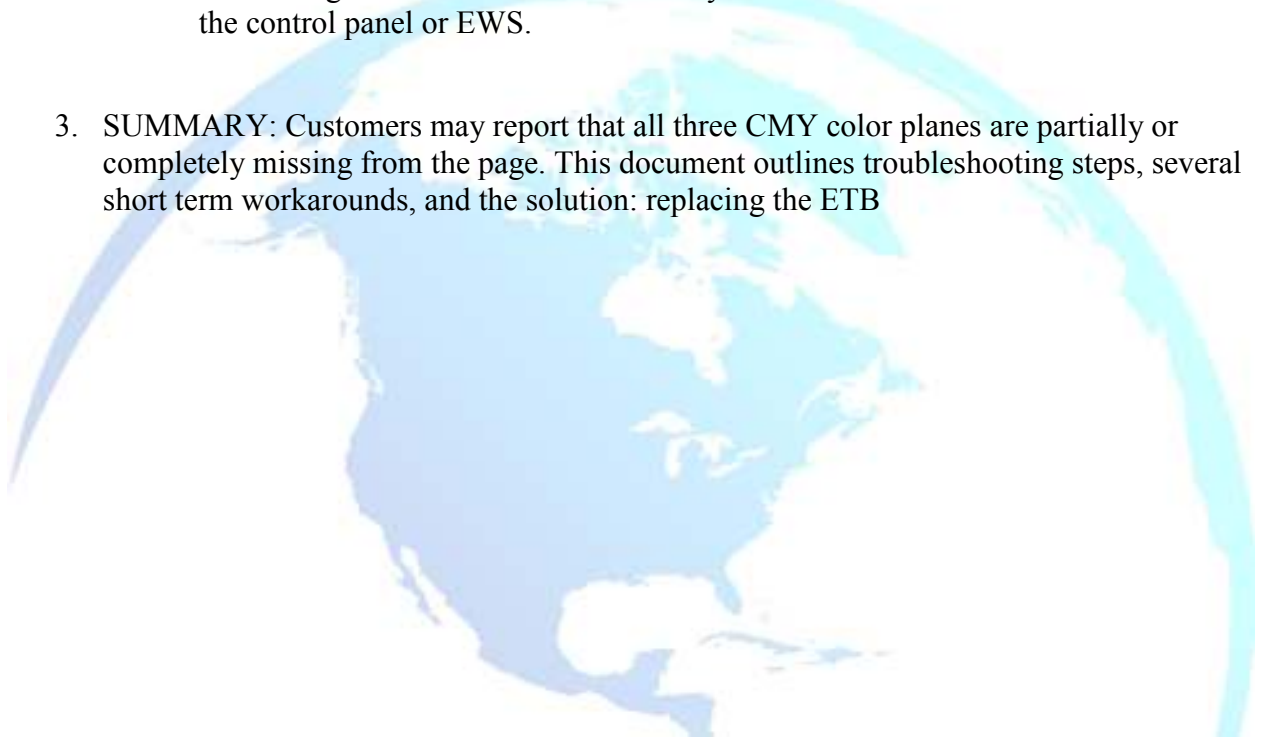 the control panel or EWS.
3. SUMMARY: Customers may report that all three CMY color planes are partially or
completely missing from the page. This document outlines troubleshooting steps, several
short term workarounds, and the solution: replacing the ETB